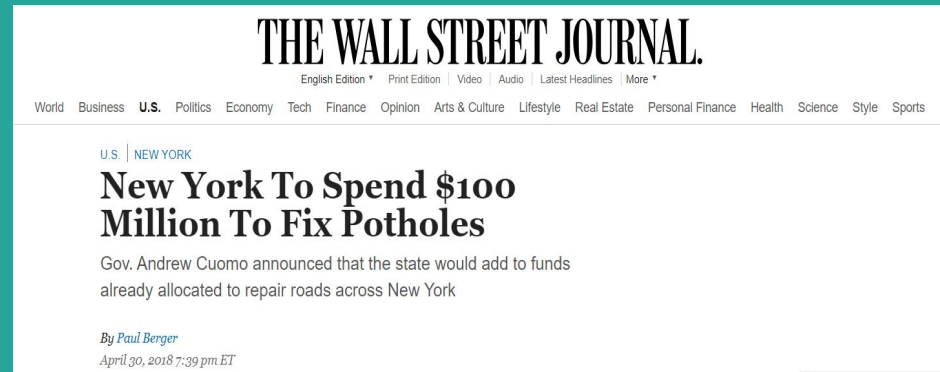 THE WALL STREET JOURNAL.
English Edition Print Edition Video Audio Latest Headlines More
World Business U.S. Politics Economy Tech Finance Opinion Arts & Culture Lifestyle Real Estate Personal Finance Health Science Style Sports
U.S. | NEW YORK
New York To Spend $100
Million To Fix Potholes
Gov. Andrew Cuomo announced that the state would add to funds
already allocated to repair roads across New York
By Paul Berger
April 30, 2018 7:39 pm ET